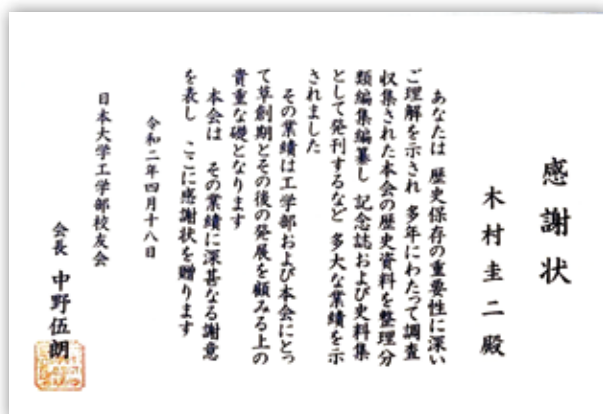 感謝状
木村圭二殿
あなたは 歴史保存の重要性に深い
ご理解を示され 多年にわたって調査
収集された本会の歴史資料を整理分
類編集編纂し 記念誌および史料集
として発刊するなど 多大な業績を示
されました
その業績は工学部および本会にとっ
て草創期とその後の発展を顧みる上の
貴重な礎となります
本会は その業績に深甚なる謝意
を表し ここに感謝状を贈ります
令和二年四月十八日
日本大学工学部校友会
会長 中野伍朗